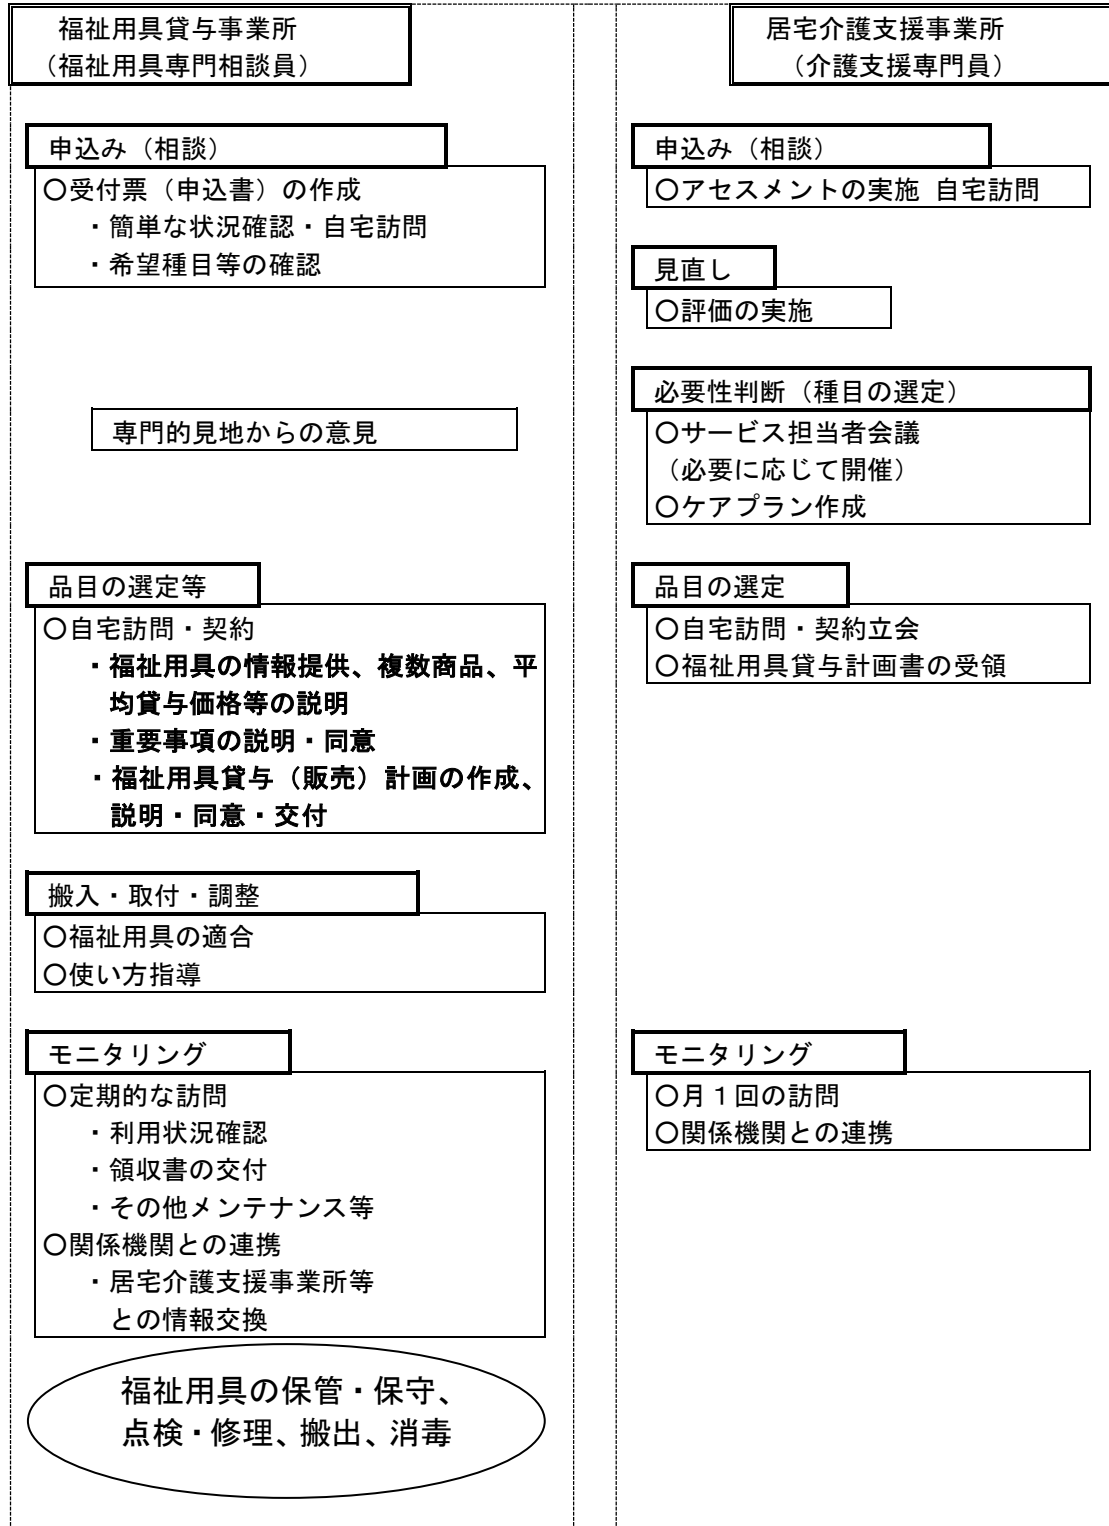 福祉用具貸与事業所
（福祉用具専門相談員）
申込み（相談）
〇受付票（申込書）の作成
・簡単な状況確認・自宅訪問
・希望種目等の確認
専門的見地からの意見
品目の選定等
〇自宅訪問・契約
・福祉用具の情報提供、複数商品、平
均貸与価格等の説明
・重要事項の説明・同意
・福祉用具貸与（販売）計画の作成、
説明・同意・交付
搬入・取付・調整
〇福祉用具の適合
〇使い方指導
モニタリング
〇定期的な訪問
・利用状況確認
・領収書の交付
・その他メンテナンス等
〇関係機関との連携
・居宅介護支援事業所等
との情報交換
福祉用具の保管・保守、
点検・修理、搬出、消毒
居宅介護支援事業所
（介護支援専門員）
申込み（相談）
〇アセスメントの実施 自宅訪問
見直し
〇評価の実施
必要性判断（種目の選定）
〇サービス担当者会議
（必要に応じて開催）
〇ケアプラン作成
品目の選定
〇自宅訪問・契約立会
〇福祉用具貸与計画書の受領
モニタリング
〇月１回の訪問
〇関係機関との連携